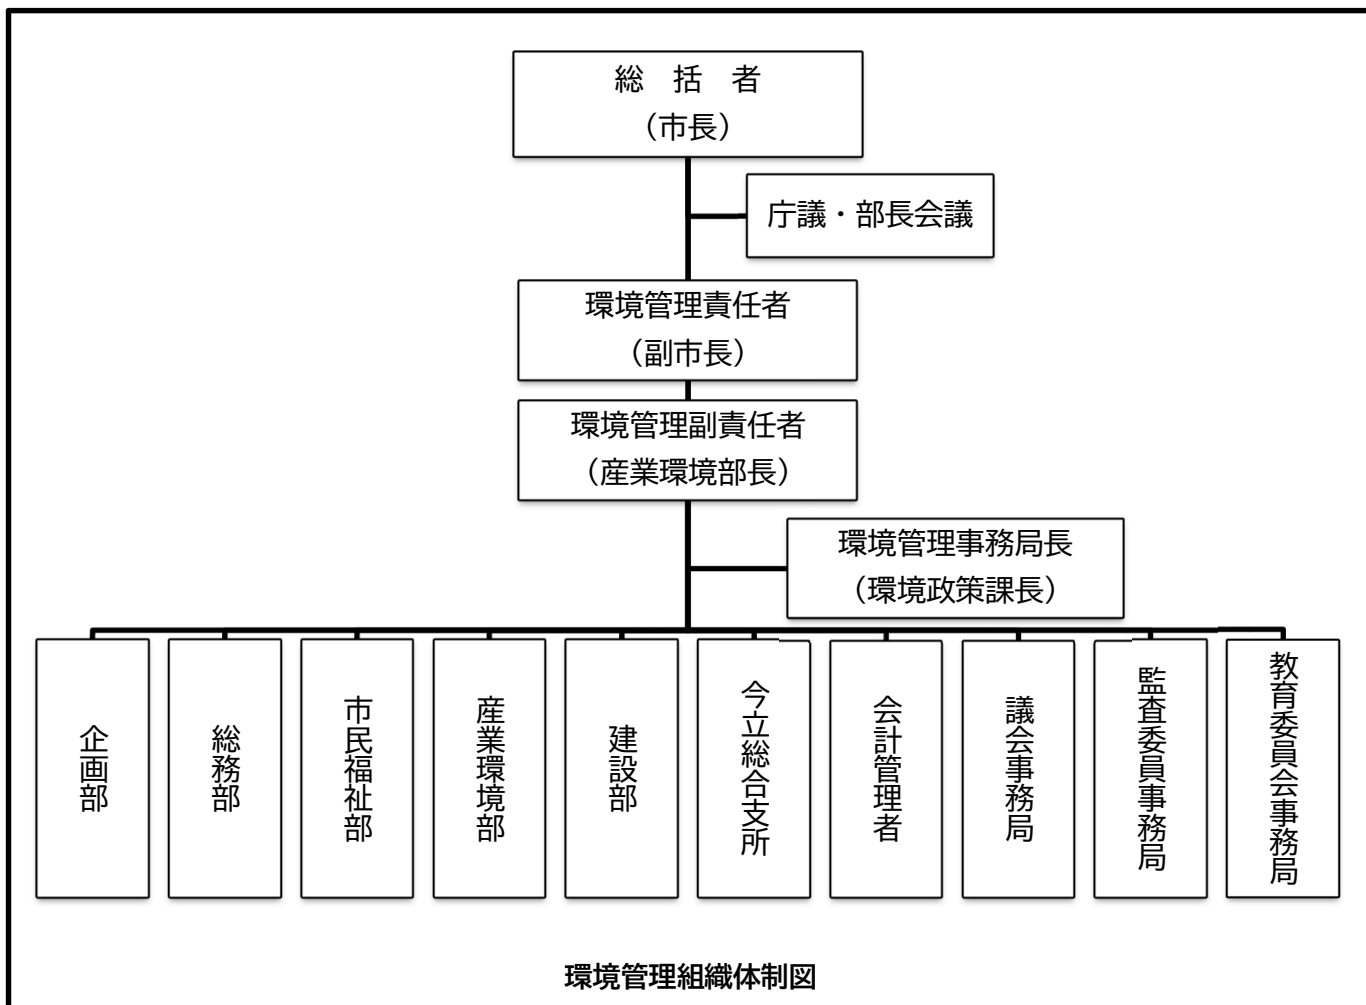 総　括　者
（市長）
庁議・部長会議
環境管理責任者
（副市長）
環境管理副責任者
（産業環境部長）
環境管理事務局長
（環境政策課長）
企画部
総務部
市民福祉部
産業環境部
建設部
今立総合支所
会計管理者
議会事務局
監査委員事務局
教育委員会事務局
環境管理組織体制図